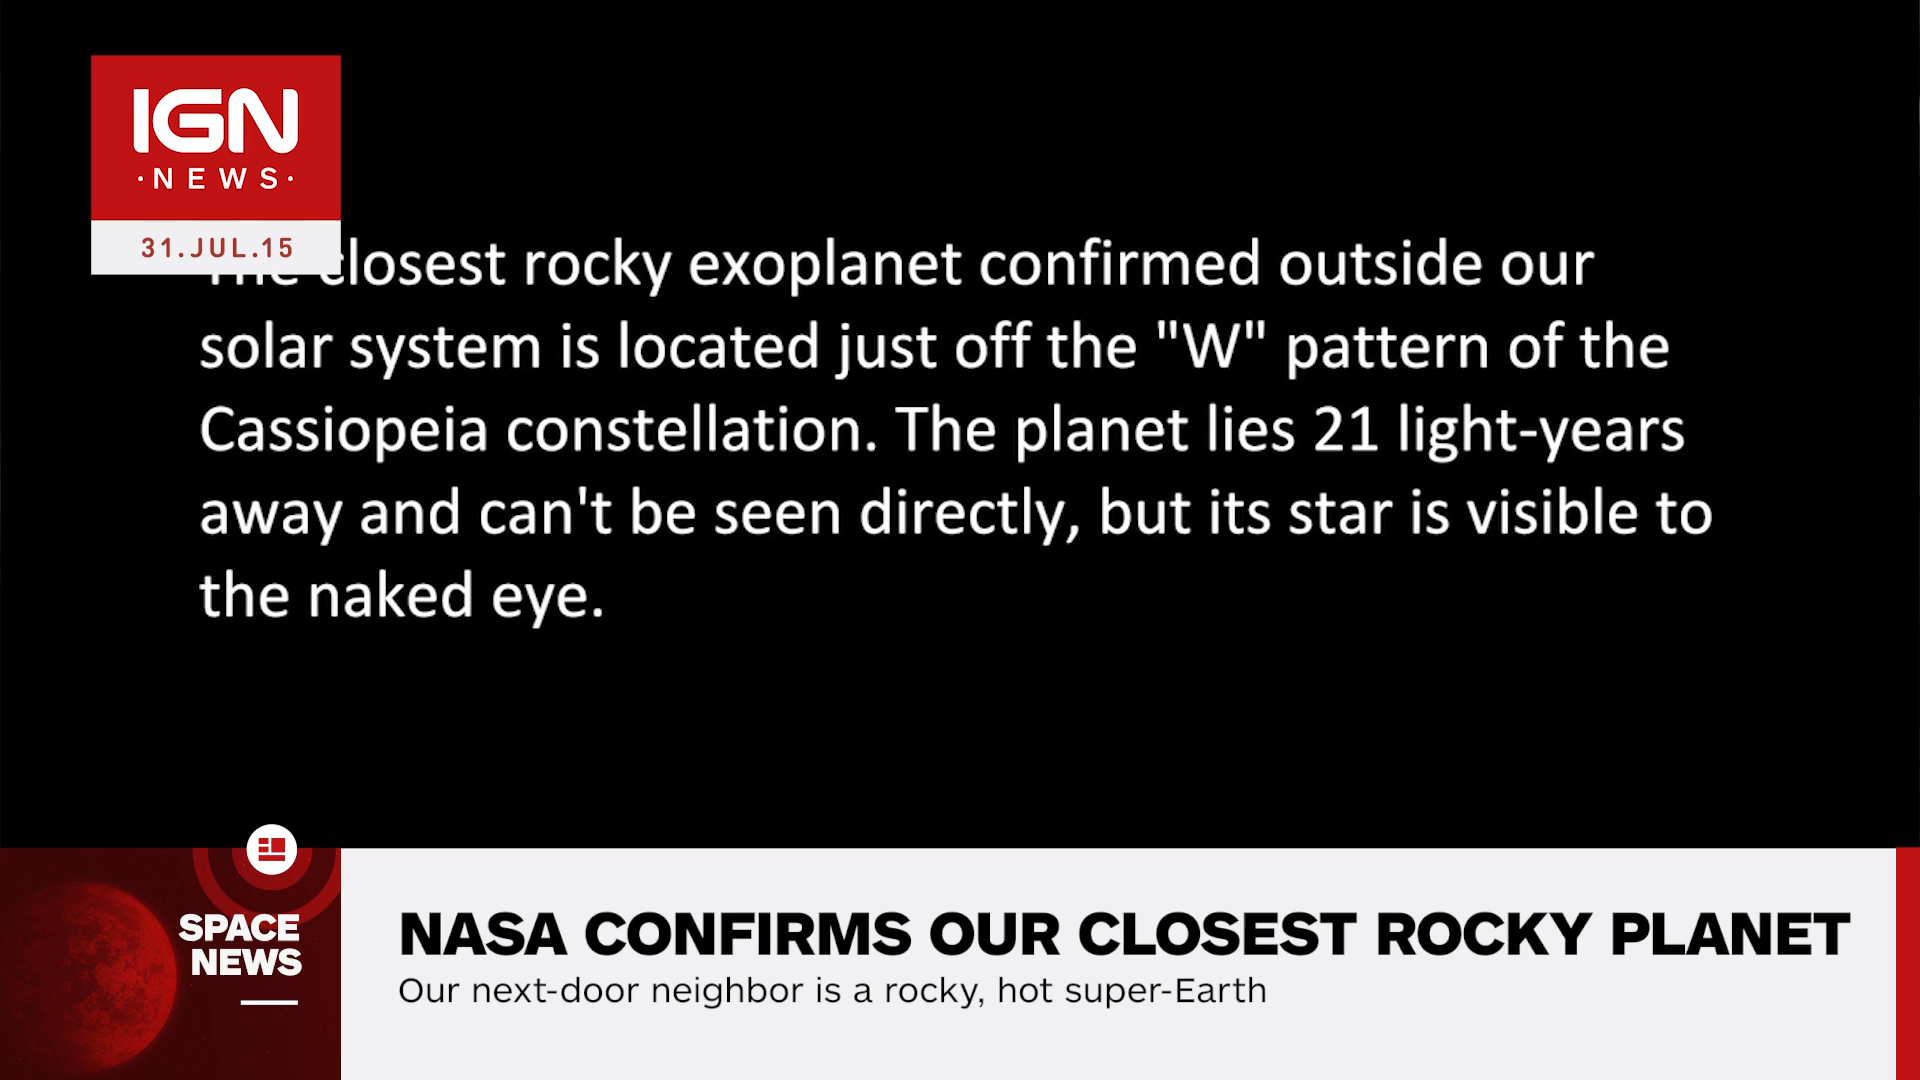 IGN
·NEWS·
31.JUL.15
The closest rocky exoplanet confirmed outside our
solar system is located just off the "W" pattern of the
Cassiopeia constellation. The planet lies 21 light-years
away and can't be seen directly, but its star is visible to
the naked eye.
SPACE
NEWS
NASA CONFIRMS OUR CLOSEST ROCKY PLANET
Our next-door neighbor is a rocky, hot super-Earth